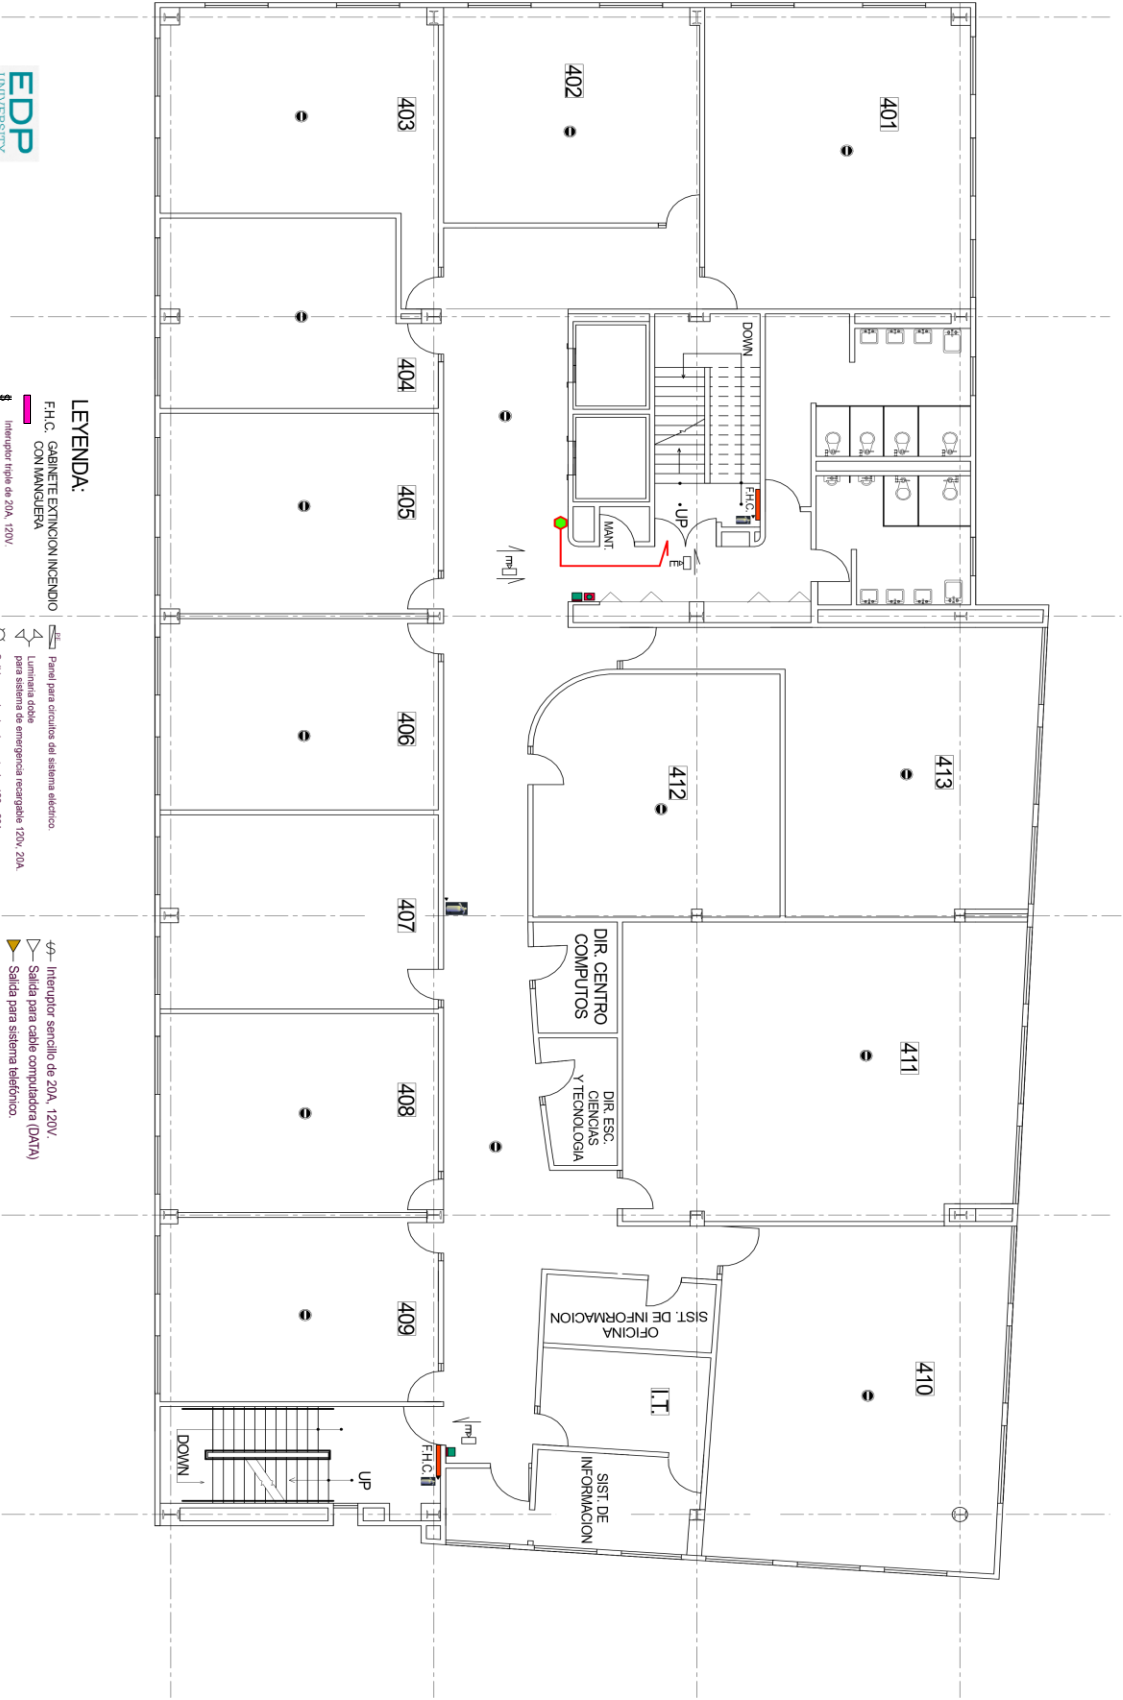 EDP
UNIVERSITY
401
402
403
404
405
406
407
408
409
410
411
412
413
DOWN
UP
F.H.C.
MANT.
E
E
DIR. CENTRO
COMPUTOS
DIR. ESC.
CIENCIAS
Y TECNOLOGIA
OFICINA
SIST. DE INFORMACION
I.T.
SIST. DE
INFORMACION
E
F.H.C.
UP
DOWN
LEYENDA:
F.H.C. GABINETE EXTINCION INCENDIO
CON MANGUERA
Interuptor triple de 20A, 120V.
Panel para circuitos del sistema eléctrico.
Luminaria doble
para sistema de emergencia recargable 120v, 20A.
Interuptor sencillo de 20A, 120V.
Salida para cable computadora (DATA)
Salida para sistema telefónico.